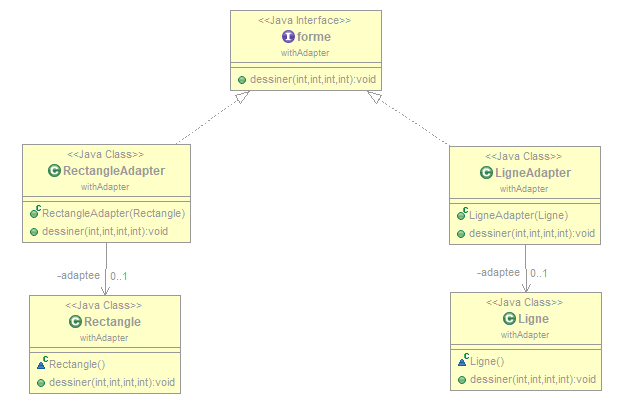 <<Java Interface>>
forme
withAdapter
dessiner(int,int,int,int):void
<<Java Class>>
RectangleAdapter
withAdapter
RectangleAdapter(Rectangle)
dessiner(int,int,int,int):void
<<Java Class>>
LigneAdapter
withAdapter
LigneAdapter(Ligne)
dessiner(int,int,int,int):void
-adaptee 0..1
-adaptee 0..1
<<Java Class>>
Rectangle
withAdapter
Rectangle()
dessiner(int,int,int,int):void
<<Java Class>>
Ligne
withAdapter
Ligne()
dessiner(int,int,int,int):void